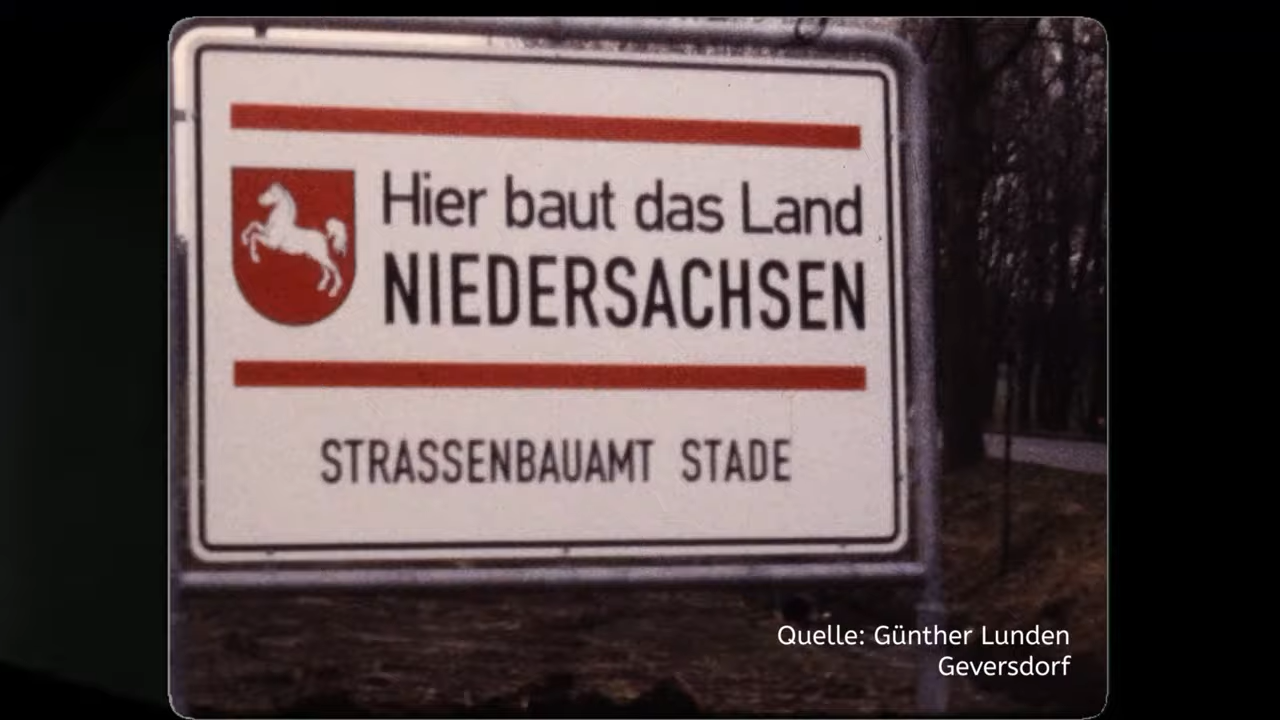 Hier baut das Land
NIEDERSACHSEN
STRASSENBAUAMT STADE
Quelle: Günther Lunden
Geversdorf